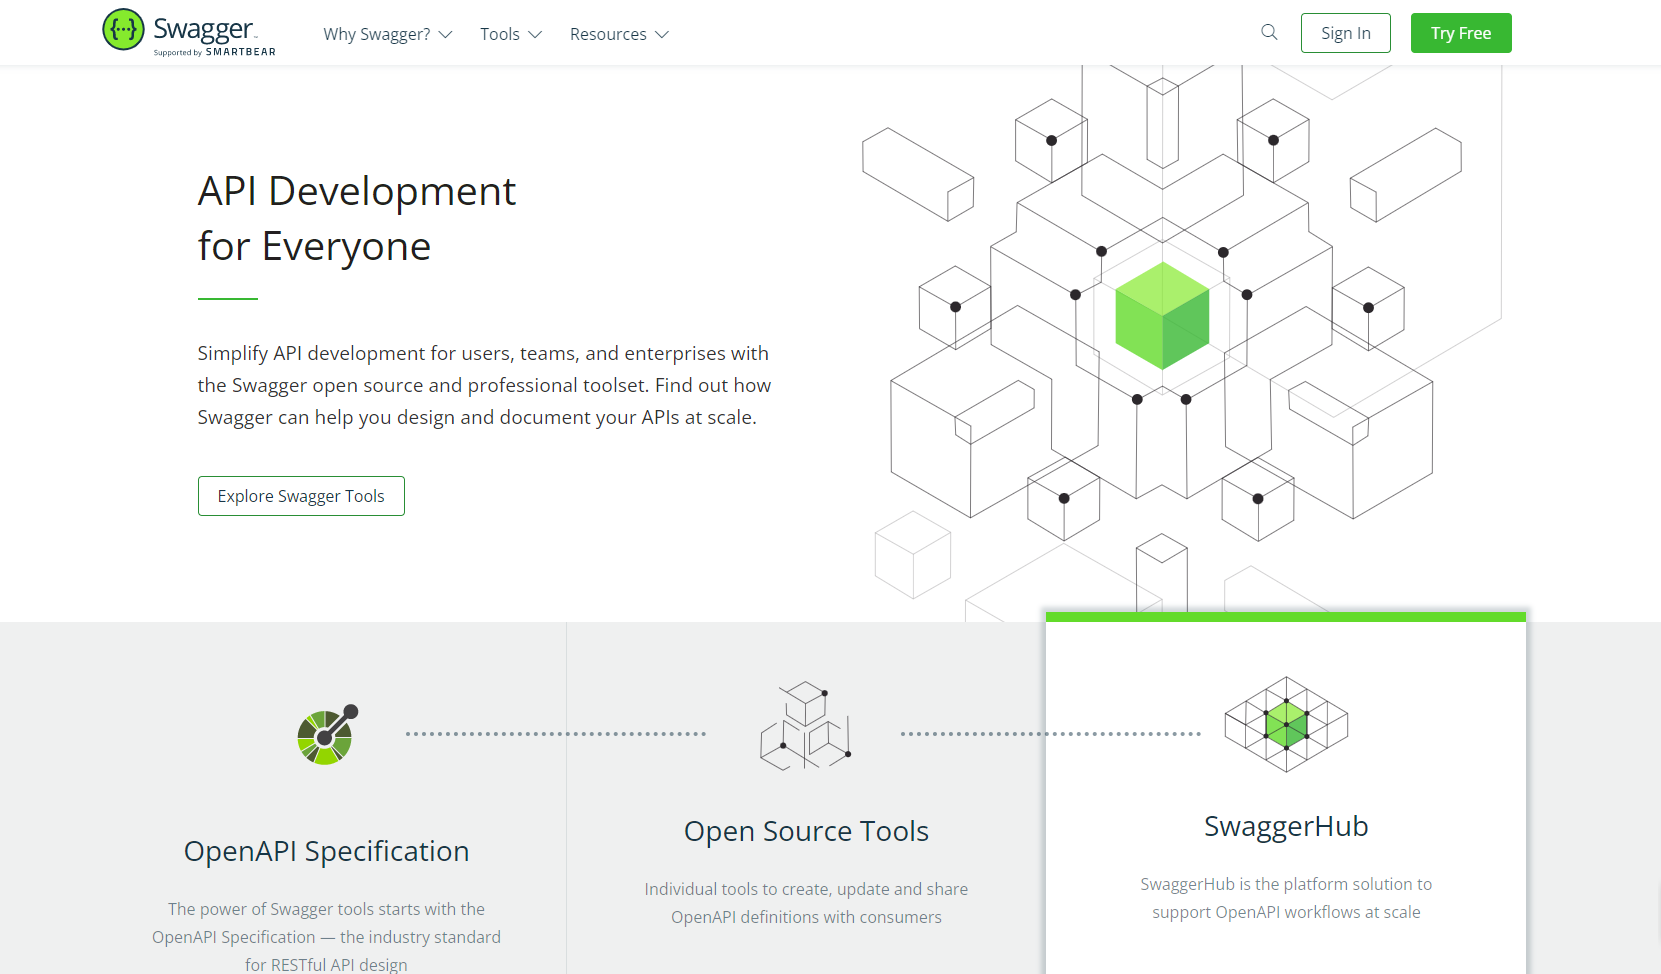 {···} Swagger™
Supported by SMARTBEAR
Why Swagger?
Tools
Resources
Sign In
Try Free
API Development
for Everyone
Simplify API development for users, teams, and enterprises with
the Swagger open source and professional toolset. Find out how
Swagger can help you design and document your APIs at scale.
Explore Swagger Tools
OpenAPI Specification
The power of Swagger tools starts with the
OpenAPI Specification — the industry standard
for RESTful API design
Open Source Tools
Individual tools to create, update and share
OpenAPI definitions with consumers
SwaggerHub
SwaggerHub is the platform solution to
support OpenAPI workflows at scale